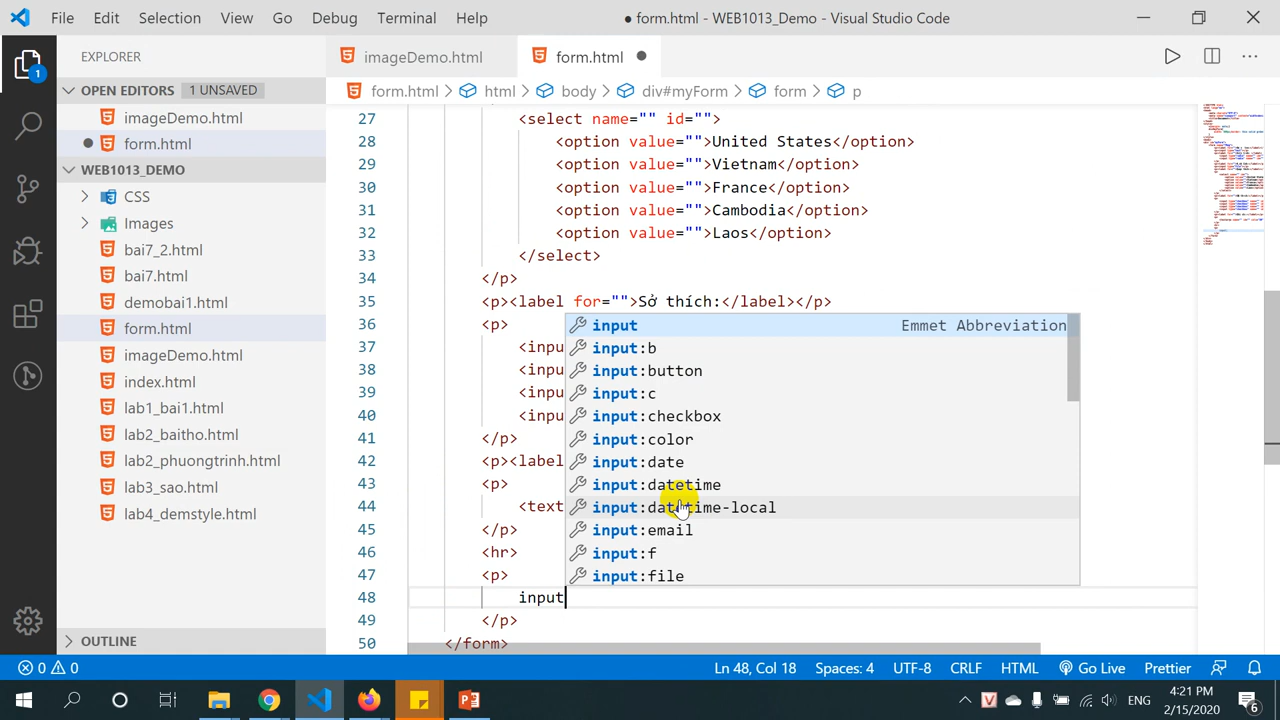 File Edit Selection View Go Debug Terminal Help
● form.html - WEB1013_Demo - Visual Studio Code
EXPLORER
imageDemo.html
form.html
1
OPEN EDITORS 1 UNSAVED
imageDemo.html
form.html
WEB1013_DEMO
CSS
Images
bai7_2.html
bai7.html
demobai1.html
form.html
imageDemo.html
index.html
lab1_bai1.html
lab2_baitho.html
lab2_phuongtrinh.html
lab3_sao.html
lab4_demstyle.html
OUTLINE
form.html > html > body > div#myForm > form > p
27 <select name="" id="">
28 <option value="">United States</option>
29 <option value="">Vietnam</option>
30 <option value="">France</option>
31 <option value="">Cambodia</option>
32 <option value="">Laos</option>
33 </select>
34 </p>
35 <p><label for="">Sở thích:</label></p>
36 <p>
37 <inpu
38 <inpu
39 <inpu
40 <inpu
41 </p>
42 <p><label
43 <p>
44 <text
45 </p>
46 <hr>
47 <p>
48 input
49 </p>
50 </form>
input Emmet Abbreviation
input:b
input:button
input:c
input:checkbox
input:color
input:date
input:datetime
input:datetime-local
input:email
input:f
input:file
0 0 Ln 48, Col 18 Spaces: 4 UTF-8 CRLF HTML Go Live Prettier
ENG
4:21 PM
2/15/2020
6